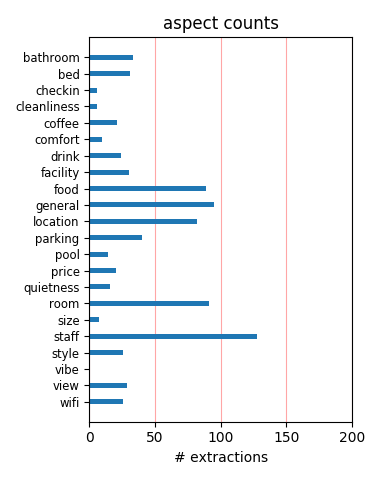 aspect counts
bathroom
bed
checkin
cleanliness
coffee
comfort
drink
facility
food
general
location
parking
pool
price
quietness
room
size
staff
style
vibe
view
wifi
0 50 100 150 200
# extractions